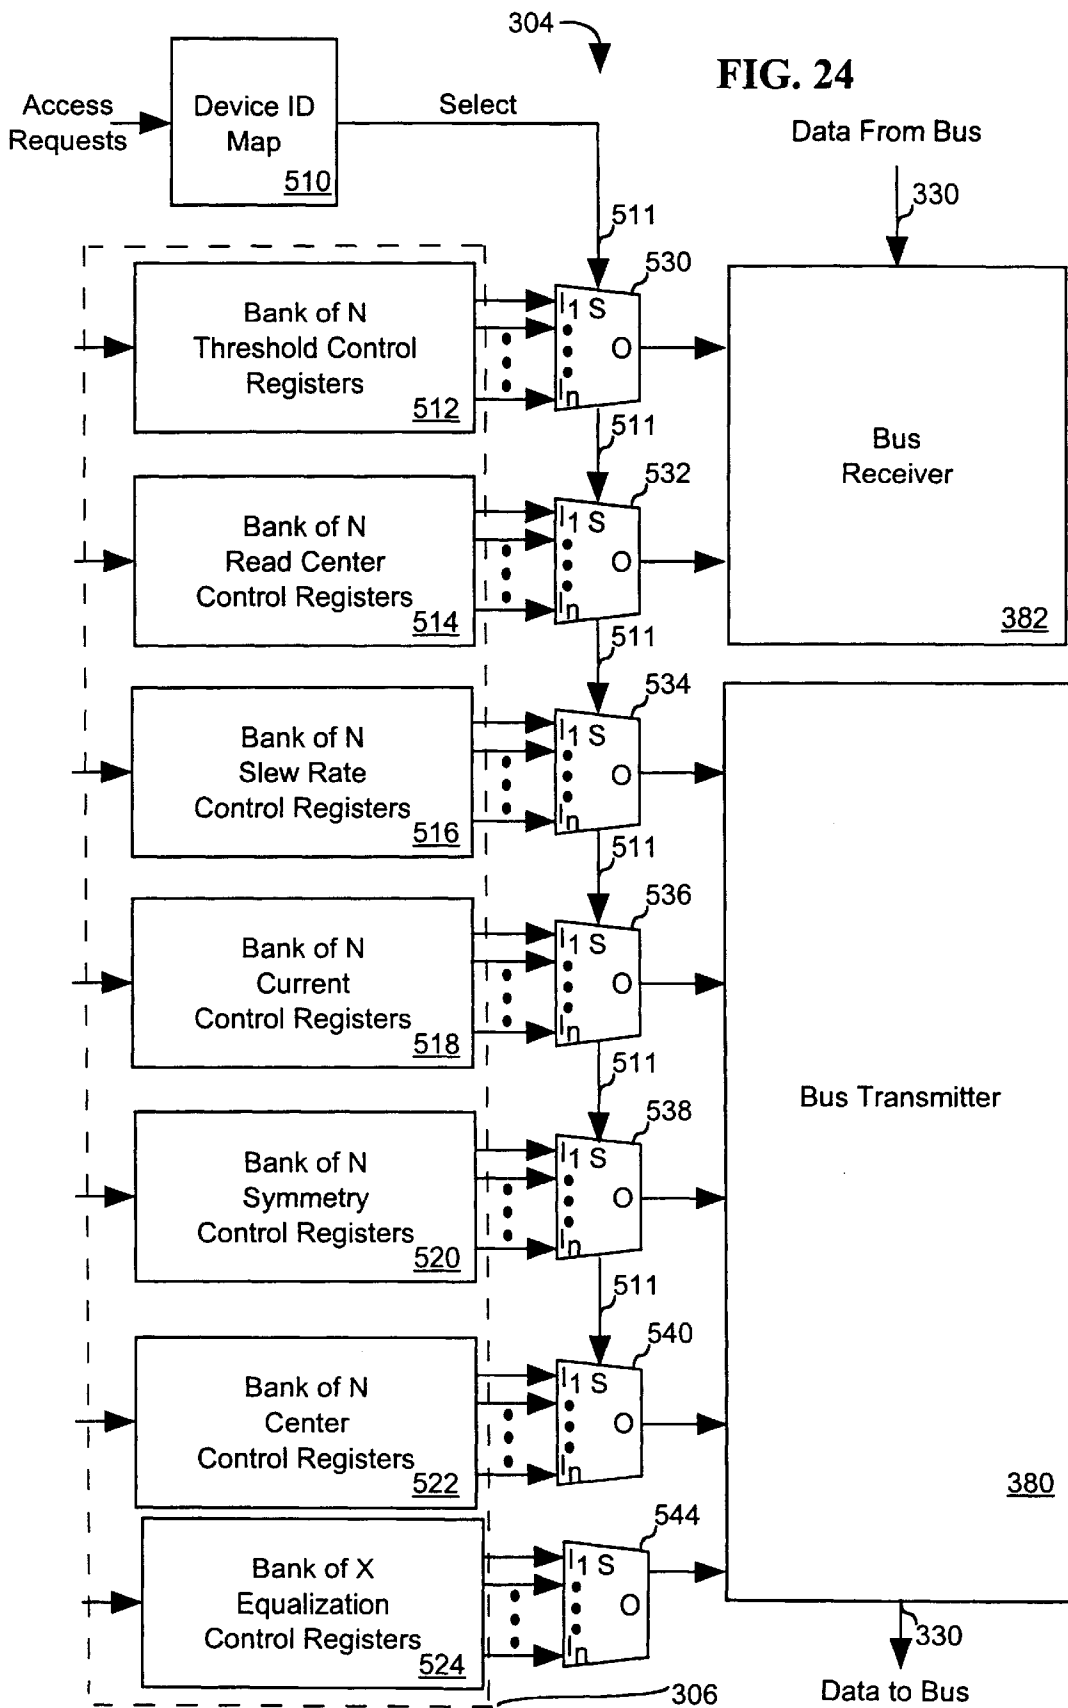 304
FIG. 24
Access
Requests
Device ID
Map
510
Select
Data From Bus
330
511
530
Bank of N
Threshold Control
Registers
512
I1 S
O
In
Bus
Receiver
382
511
532
Bank of N
Read Center
Control Registers
514
I1 S
O
In
511
534
Bank of N
Slew Rate
Control Registers
516
I1 S
O
In
511
536
Bank of N
Current
Control Registers
518
I1 S
O
In
Bus Transmitter
380
511
538
Bank of N
Symmetry
Control Registers
520
I1 S
O
In
511
540
Bank of N
Center
Control Registers
522
I1 S
O
In
544
Bank of X
Equalization
Control Registers
524
I1 S
O
In
330
306
Data to Bus